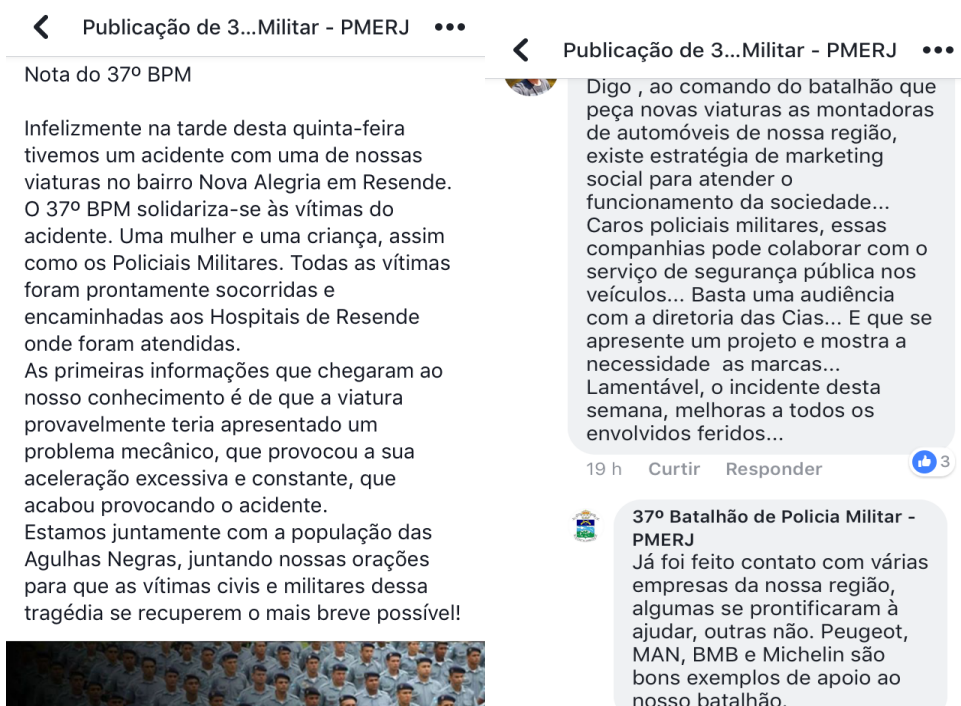 Publicação de 3...Militar - PMERJ
Nota do 37º BPM
Infelizmente na tarde desta quinta-feira
tivemos um acidente com uma de nossas
viaturas no bairro Nova Alegria em Resende.
O 37º BPM solidariza-se às vítimas do
acidente. Uma mulher e uma criança, assim
como os Policiais Militares. Todas as vítimas
foram prontamente socorridas e
encaminhadas aos Hospitais de Resende
onde foram atendidas.
As primeiras informações que chegaram ao
nosso conhecimento é de que a viatura
provavelmente teria apresentado um
problema mecânico, que provocou a sua
aceleração excessiva e constante, que
acabou provocando o acidente.
Estamos juntamente com a população das
Agulhas Negras, juntando nossas orações
para que as vítimas civis e militares dessa
tragédia se recuperem o mais breve possível!
Publicação de 3...Militar - PMERJ
Digo , ao comando do batalhão que
peça novas viaturas as montadoras
de automóveis de nossa região,
existe estratégia de marketing
social para atender o
funcionamento da sociedade...
Caros policiais militares, essas
companhias pode colaborar com o
serviço de segurança pública nos
veículos... Basta uma audiência
com a diretoria das Cias... E que se
apresente um projeto e mostra a
necessidade  as marcas...
Lamentável, o incidente desta
semana, melhoras a todos os
envolvidos feridos...
19 h Curtir Responder 3
37º Batalhão de Policia Militar -
PMERJ
Já foi feito contato com várias
empresas da nossa região,
algumas se prontificaram à
ajudar, outras não. Peugeot,
MAN, BMB e Michelin são
bons exemplos de apoio ao
nosso batalhão.